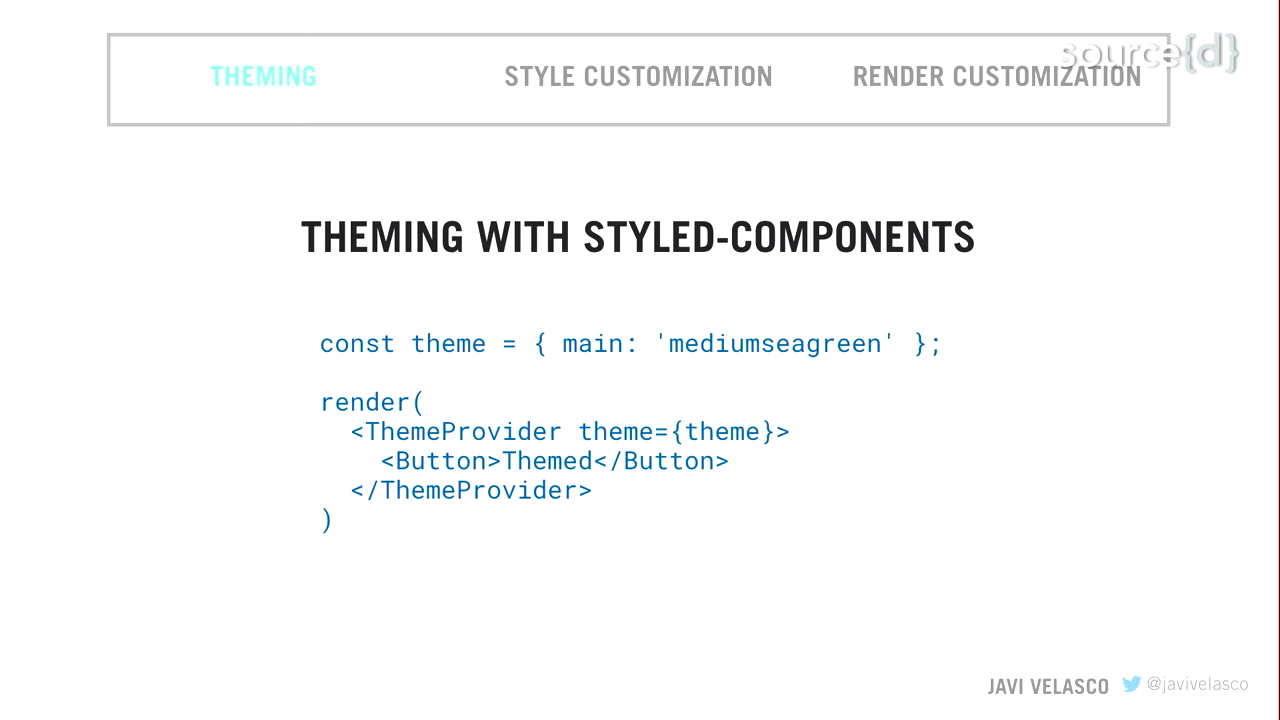 source{d}
THEMING STYLE CUSTOMIZATION RENDER CUSTOMIZATION
THEMING WITH STYLED-COMPONENTS
const theme = { main: 'mediumseagreen' };
render(
<ThemeProvider theme={theme}>
<Button>Themed</Button>
</ThemeProvider>
)
JAVI VELASCO @javivelasco